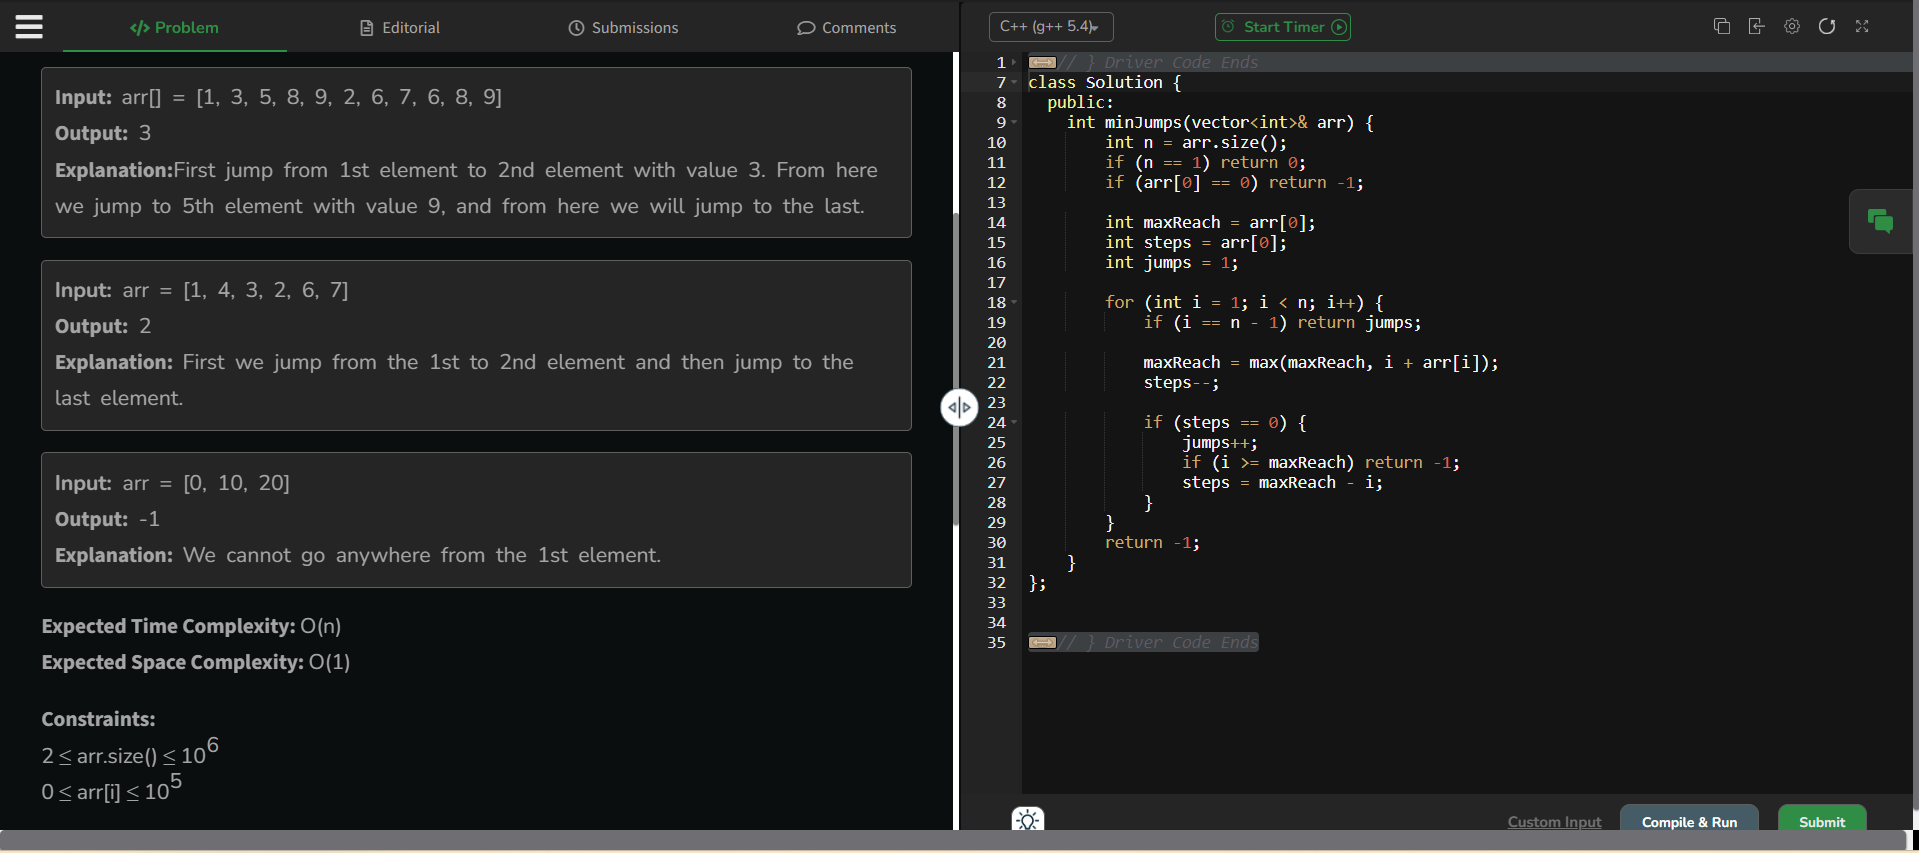 </> Problem
Editorial
Submissions
Comments
Input: arr[] = [1, 3, 5, 8, 9, 2, 6, 7, 6, 8, 9]
Output: 3
Explanation:First jump from 1st element to 2nd element with value 3. From here
we jump to 5th element with value 9, and from here we will jump to the last.
Input: arr = [1, 4, 3, 2, 6, 7]
Output: 2
Explanation: First we jump from the 1st to 2nd element and then jump to the
last element.
Input: arr = [0, 10, 20]
Output: -1
Explanation: We cannot go anywhere from the 1st element.
Expected Time Complexity: O(n)
Expected Space Complexity: O(1)
Constraints:
2 ≤ arr.size() ≤ 10⁶
0 ≤ arr[i] ≤ 10⁵
C++ (g++ 5.4)
Start Timer
1 // } Driver Code Ends
7 class Solution {
8   public:
9     int minJumps(vector<int>& arr) {
10         int n = arr.size();
11         if (n == 1) return 0;
12         if (arr[0] == 0) return -1;
13
14         int maxReach = arr[0];
15         int steps = arr[0];
16         int jumps = 1;
17
18         for (int i = 1; i < n; i++) {
19             if (i == n - 1) return jumps;
20
21             maxReach = max(maxReach, i + arr[i]);
22             steps--;
23
24             if (steps == 0) {
25                 jumps++;
26                 if (i >= maxReach) return -1;
27                 steps = maxReach - i;
28             }
29         }
30         return -1;
31     }
32 };
33
34
35 // } Driver Code Ends
Custom Input
Compile & Run
Submit